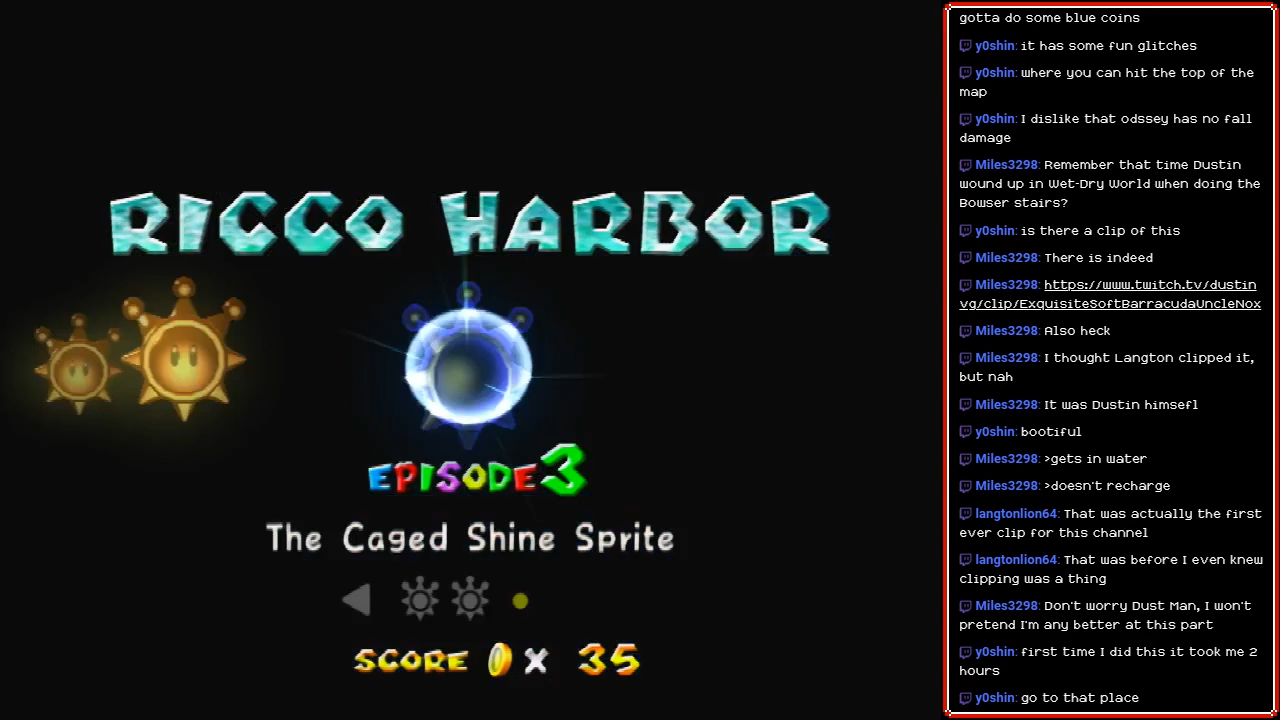 RICCO HARBOR
EPISODE 3
The Caged Shine Sprite
SCORE x 35
gotta do some blue coins
y0shin: it has some fun glitches
y0shin: where you can hit the top of the
map
y0shin: I dislike that odssey has no fall
damage
Miles3298: Remember that time Dustin
wound up in Wet-Dry World when doing the
Bowser stairs?
y0shin: is there a clip of this
Miles3298: There is indeed
Miles3298: https://www.twitch.tv/dustin
vg/clip/ExquisiteSoftBarracudaUncleNox
Miles3298: Also heck
Miles3298: I thought Langton clipped it,
but nah
Miles3298: It was Dustin himsefl
y0shin: bootiful
Miles3298: >gets in water
Miles3298: >doesn't recharge
langtonlion64: That was actually the first
ever clip for this channel
langtonlion64: That was before I even knew
clipping was a thing
Miles3298: Don't worry Dust Man, I won't
pretend I'm any better at this part
y0shin: first time I did this it took me 2
hours
y0shin: go to that place